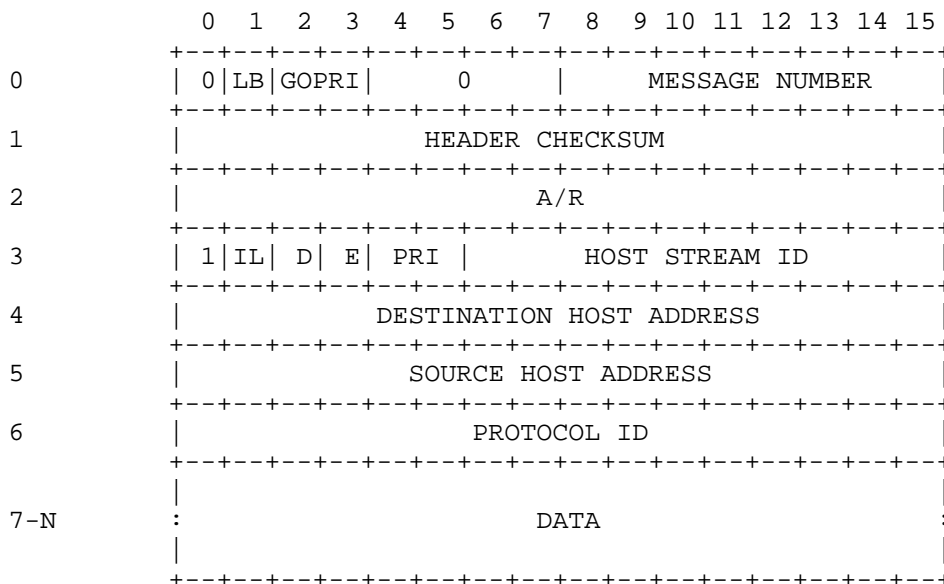 0  1  2  3  4  5  6  7  8  9 10 11 12 13 14 15
             +--+--+--+--+--+--+--+--+--+--+--+--+--+--+--+--+
0            | 0|LB|GOPRI|     0     |     MESSAGE NUMBER    |
             +--+--+--+--+--+--+--+--+--+--+--+--+--+--+--+--+
1            |                HEADER CHECKSUM                |
             +--+--+--+--+--+--+--+--+--+--+--+--+--+--+--+--+
2            |                      A/R                      |
             +--+--+--+--+--+--+--+--+--+--+--+--+--+--+--+--+
3            | 1|IL| D| E| PRI |       HOST STREAM ID        |
             +--+--+--+--+--+--+--+--+--+--+--+--+--+--+--+--+
4            |            DESTINATION HOST ADDRESS           |
             +--+--+--+--+--+--+--+--+--+--+--+--+--+--+--+--+
5            |              SOURCE HOST ADDRESS              |
             +--+--+--+--+--+--+--+--+--+--+--+--+--+--+--+--+
6            |                  PROTOCOL ID                  |
             +--+--+--+--+--+--+--+--+--+--+--+--+--+--+--+--+
             |                                               |
7-N          :                      DATA                     :
             |                                               |
             +--+--+--+--+--+--+--+--+--+--+--+--+--+--+--+--+